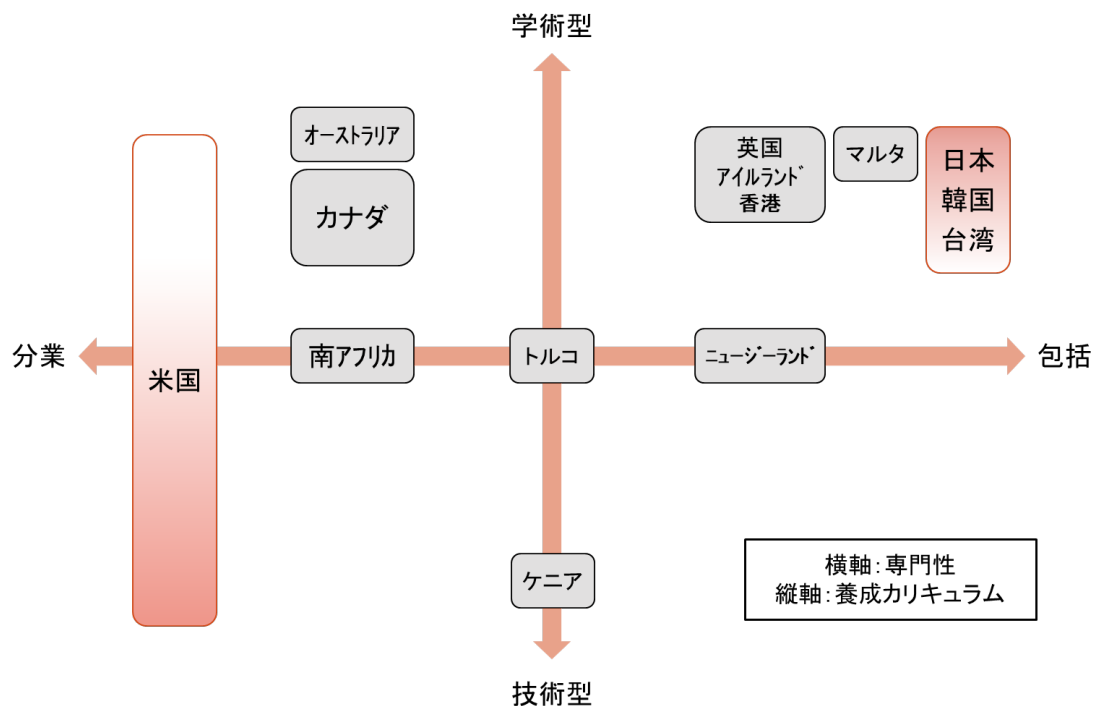 学術型
オーストラリア
カナダ
英国
アイルランド
香港
マルタ
日本
韓国
台湾
分業
米国
南アフリカ
トルコ
ニュージーランド
包括
ケニア
横軸：専門性
縦軸：養成カリキュラム
技術型